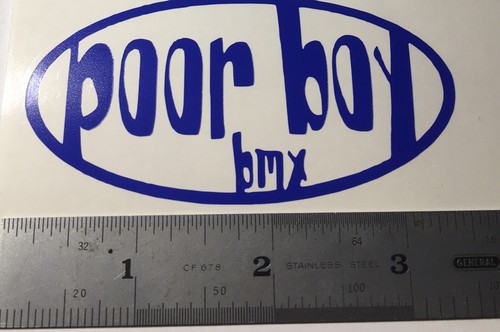 poor boy
bmx
32 64
1 CF 678 2 STAINLESS STEEL 3 GENERAL
20 50 100